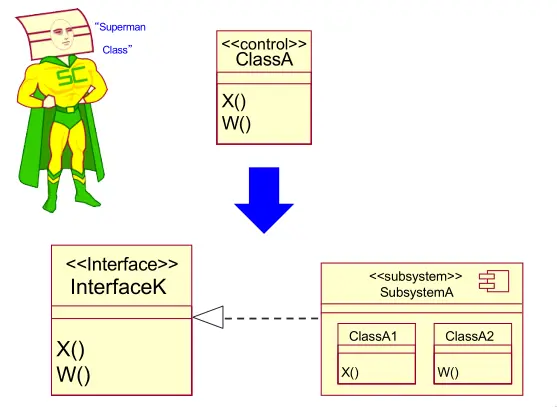 “Superman
Class”
SC
<<control>>
ClassA
X()
W()
<<Interface>>
InterfaceK
X()
W()
<<subsystem>>
SubsystemA
ClassA1
X()
ClassA2
W()